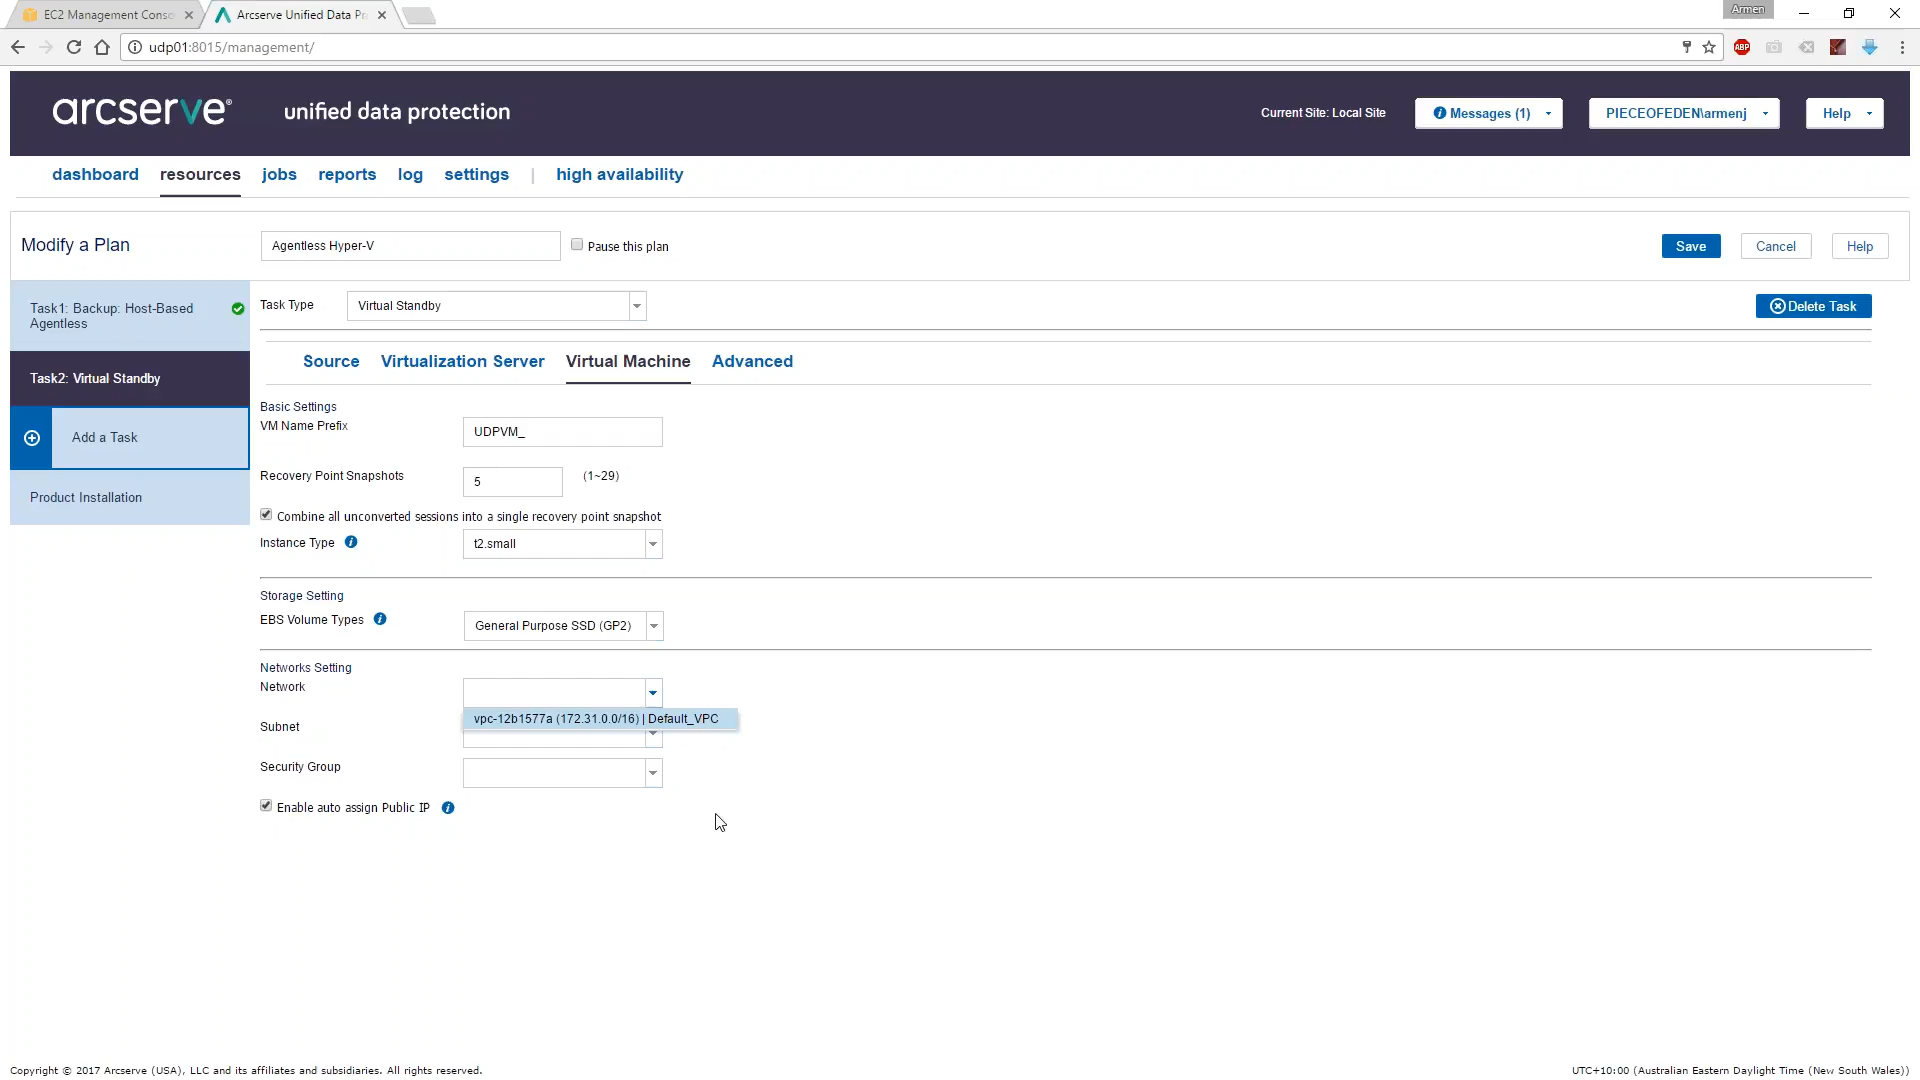 EC2 Management Conso
Arcserve Unified Data Pr
Armen
udp01:8015/management/
ABP
arcserve®
unified data protection
Current Site: Local Site
Messages (1)
PIECEOFEDEN\armenj
Help
dashboard
resources
jobs
reports
log
settings
|
high availability
Modify a Plan
Agentless Hyper-V
Pause this plan
Save
Cancel
Help
Task1: Backup: Host-Based
Agentless
Task Type
Virtual Standby
Delete Task
Source
Virtualization Server
Virtual Machine
Advanced
Task2: Virtual Standby
Add a Task
Product Installation
Basic Settings
VM Name Prefix
UDPVM_
Recovery Point Snapshots
5
(1~29)
Combine all unconverted sessions into a single recovery point snapshot
Instance Type
t2.small
Storage Setting
EBS Volume Types
General Purpose SSD (GP2)
Networks Setting
Network
vpc-12b1577a (172.31.0.0/16) | Default_VPC
Subnet
Security Group
Enable auto assign Public IP
Copyright © 2017 Arcserve (USA), LLC and its affiliates and subsidiaries. All rights reserved.
UTC+10:00 (Australian Eastern Daylight Time (New South Wales))